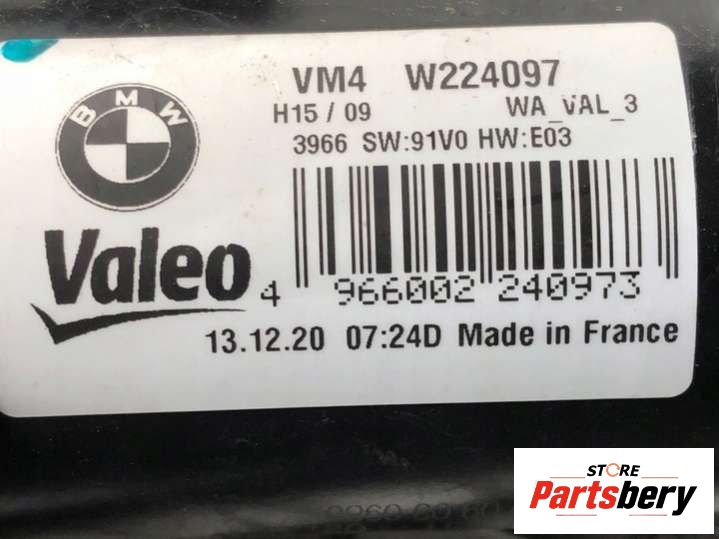 BMW
VM4 W224097
H15 / 09 WA_VAL_3
3966 SW:91V0 HW:E03
Valeo
4 966002 240973
13.12.20 07:24D Made in France
STORE
Partsbery